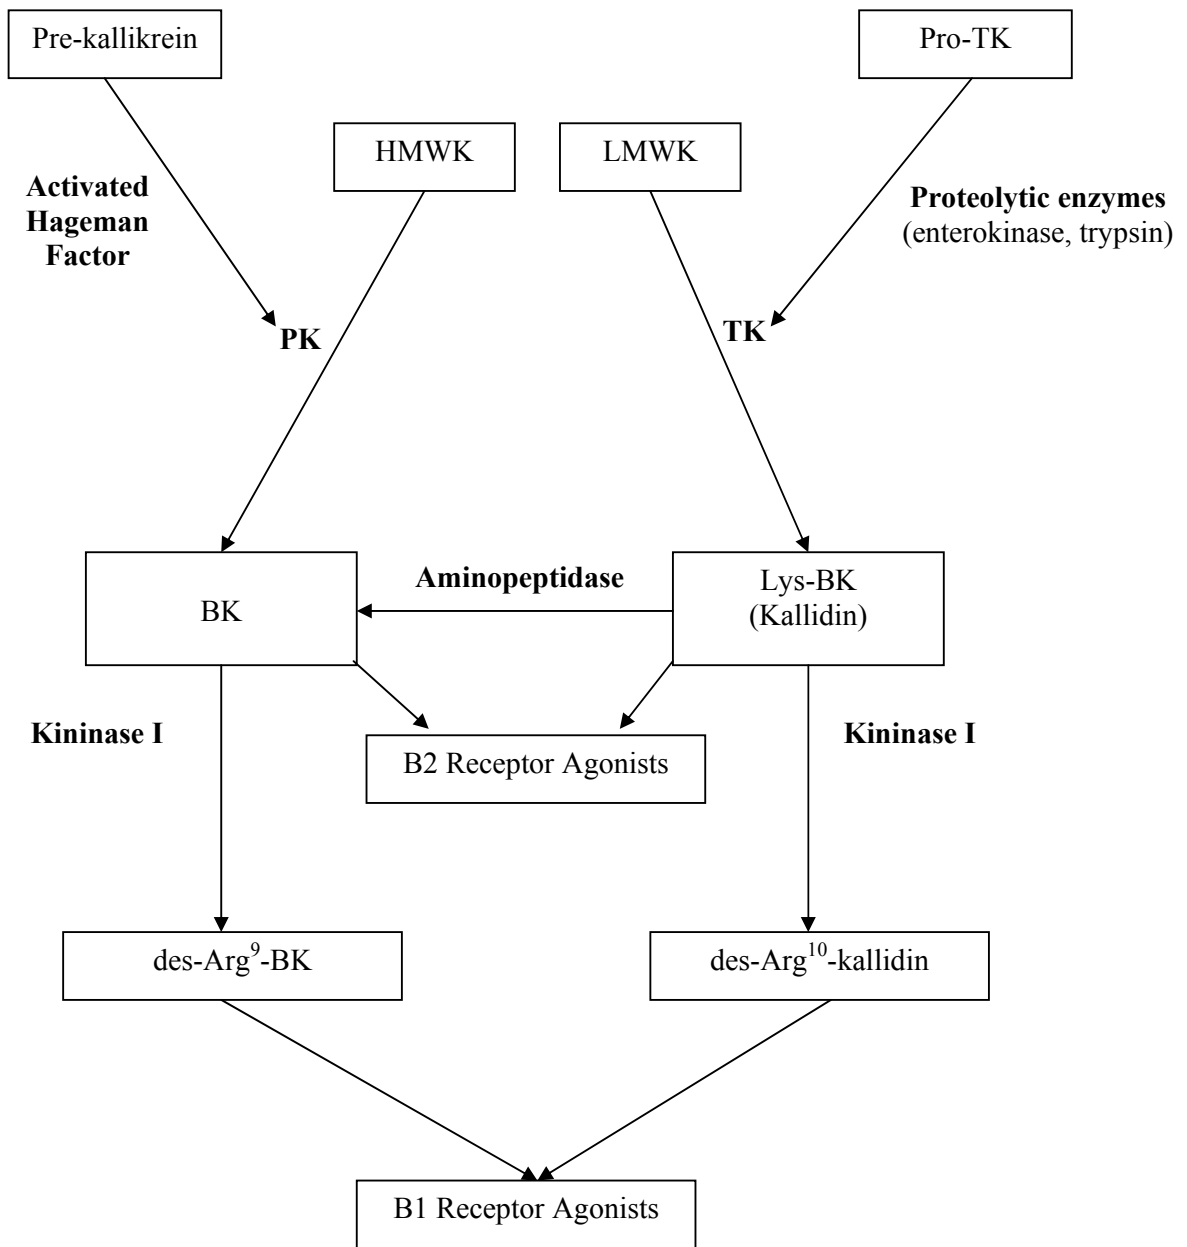 Pre-kallikrein
Pro-TK
HMWK
LMWK
Activated
Hageman
Factor
Proteolytic enzymes
(enterokinase, trypsin)
PK
TK
BK
Aminopeptidase
Lys-BK
(Kallidin)
Kininase I
B2 Receptor Agonists
Kininase I
des-Arg⁹-BK
des-Arg¹⁰-kallidin
B1 Receptor Agonists